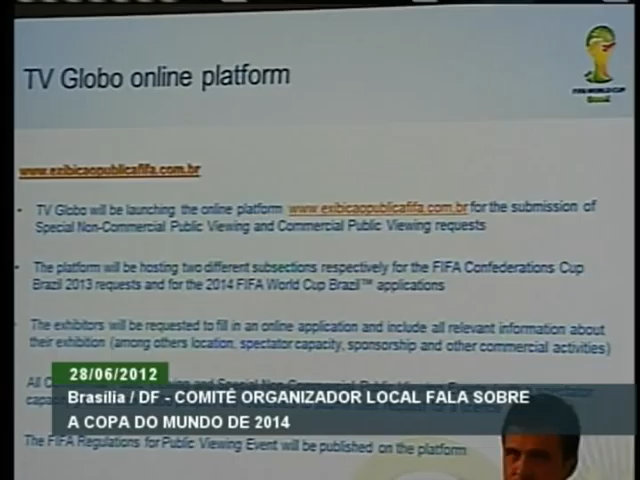 TV Globo online platform
FIFA WORLD CUP
Brasil
www.exibicaopublicafifa.com.br
• TV Globo will be launching the online platform www.exibicaopublicafifa.com.br for the submission of
Special Non-Commercial Public Viewing and Commercial Public Viewing requests
• The platform will be hosting two different subsections respectively for the FIFA Confederations Cup
Brazil 2013 requests and for the 2014 FIFA World Cup Brazil™ applications
The exhibitors will be requested to fill in an online application and include all relevant information about
their exhibition (among others location, spectator capacity, sponsorship and other commercial activities)
28/06/2012
All
Brasília / DF - COMITÊ ORGANIZADOR LOCAL FALA SOBRE
A COPA DO MUNDO DE 2014
The FIFA Regulations for Public Viewing Event will be published on the platform